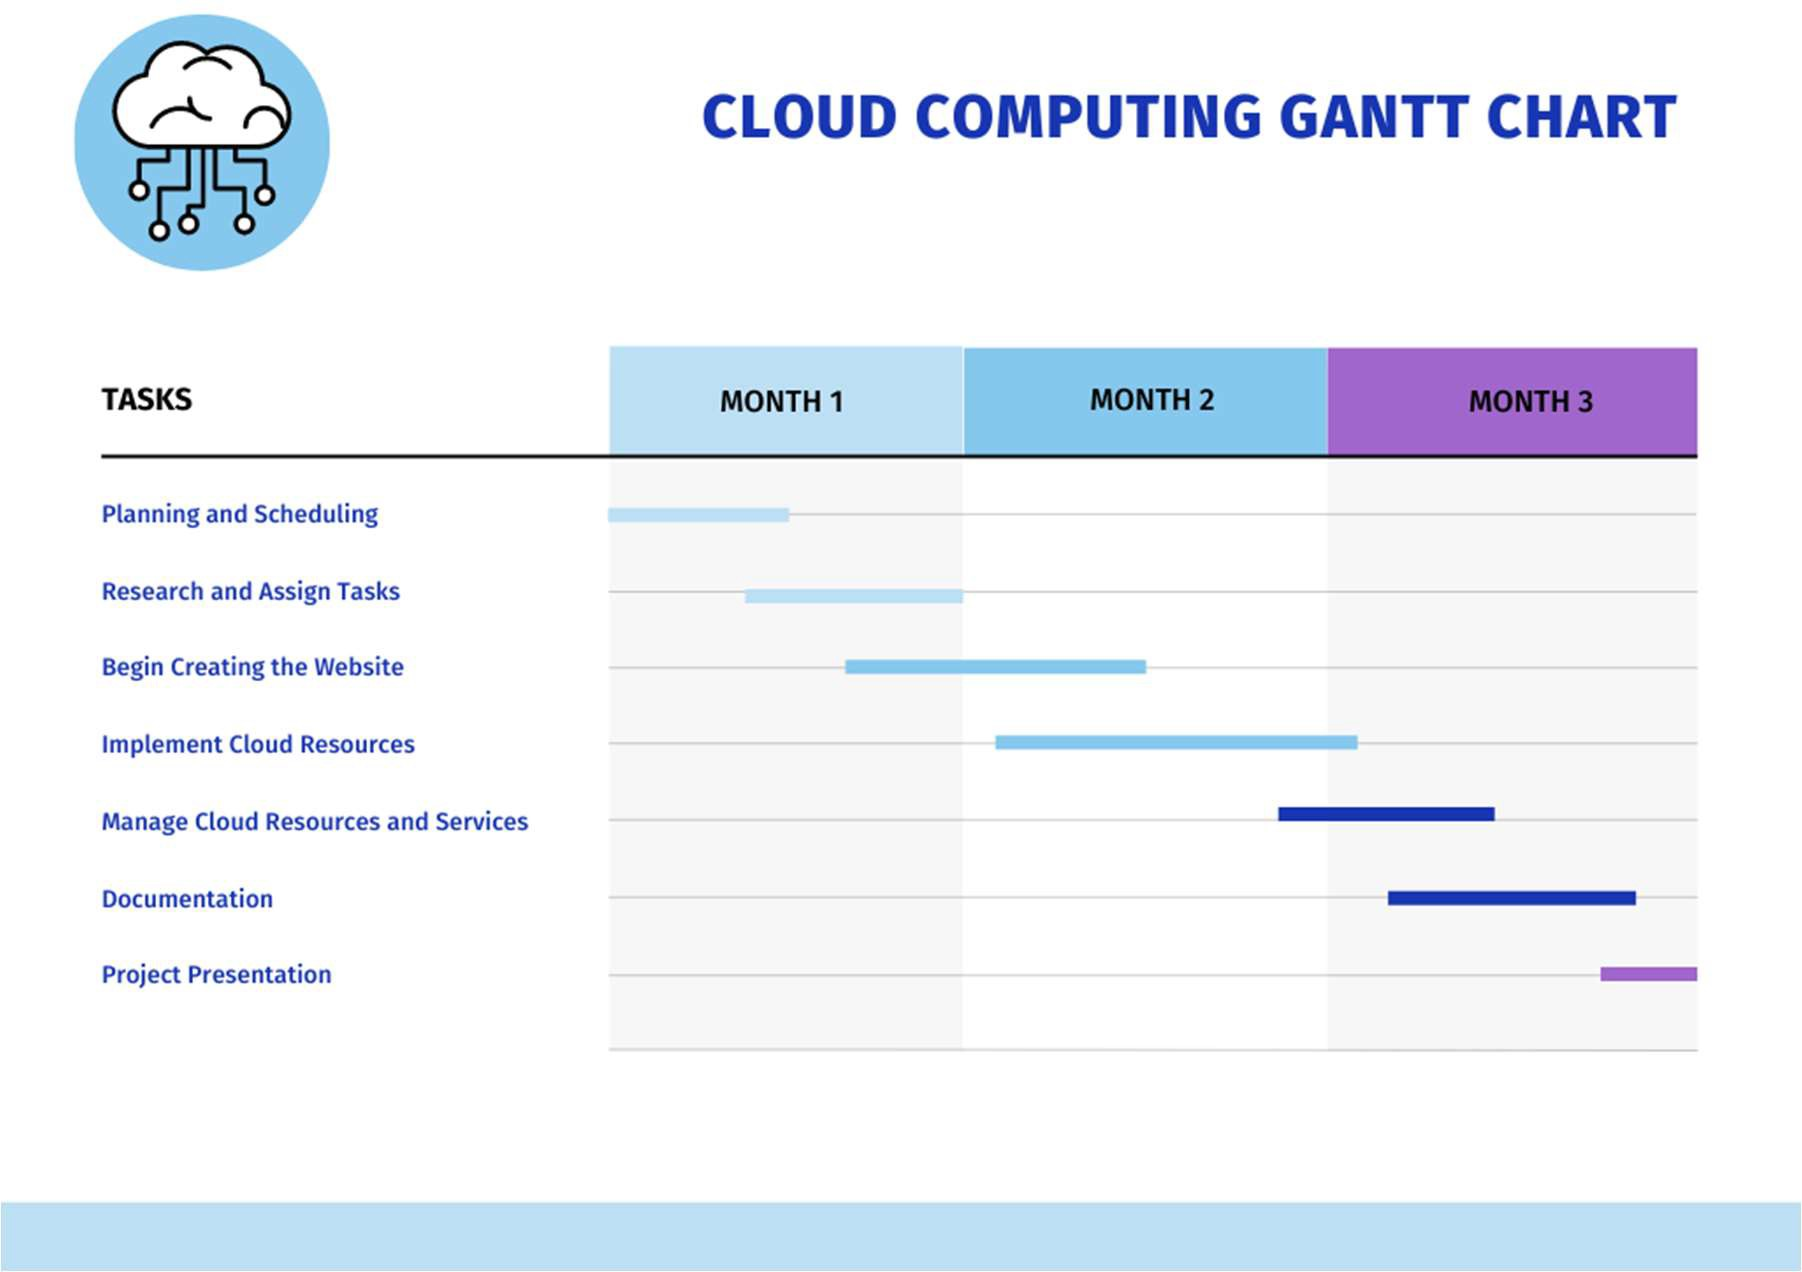 CLOUD COMPUTING GANTT CHART
TASKS
MONTH 1
MONTH 2
MONTH 3
Planning and Scheduling
Research and Assign Tasks
Begin Creating the Website
Implement Cloud Resources
Manage Cloud Resources and Services
Documentation
Project Presentation